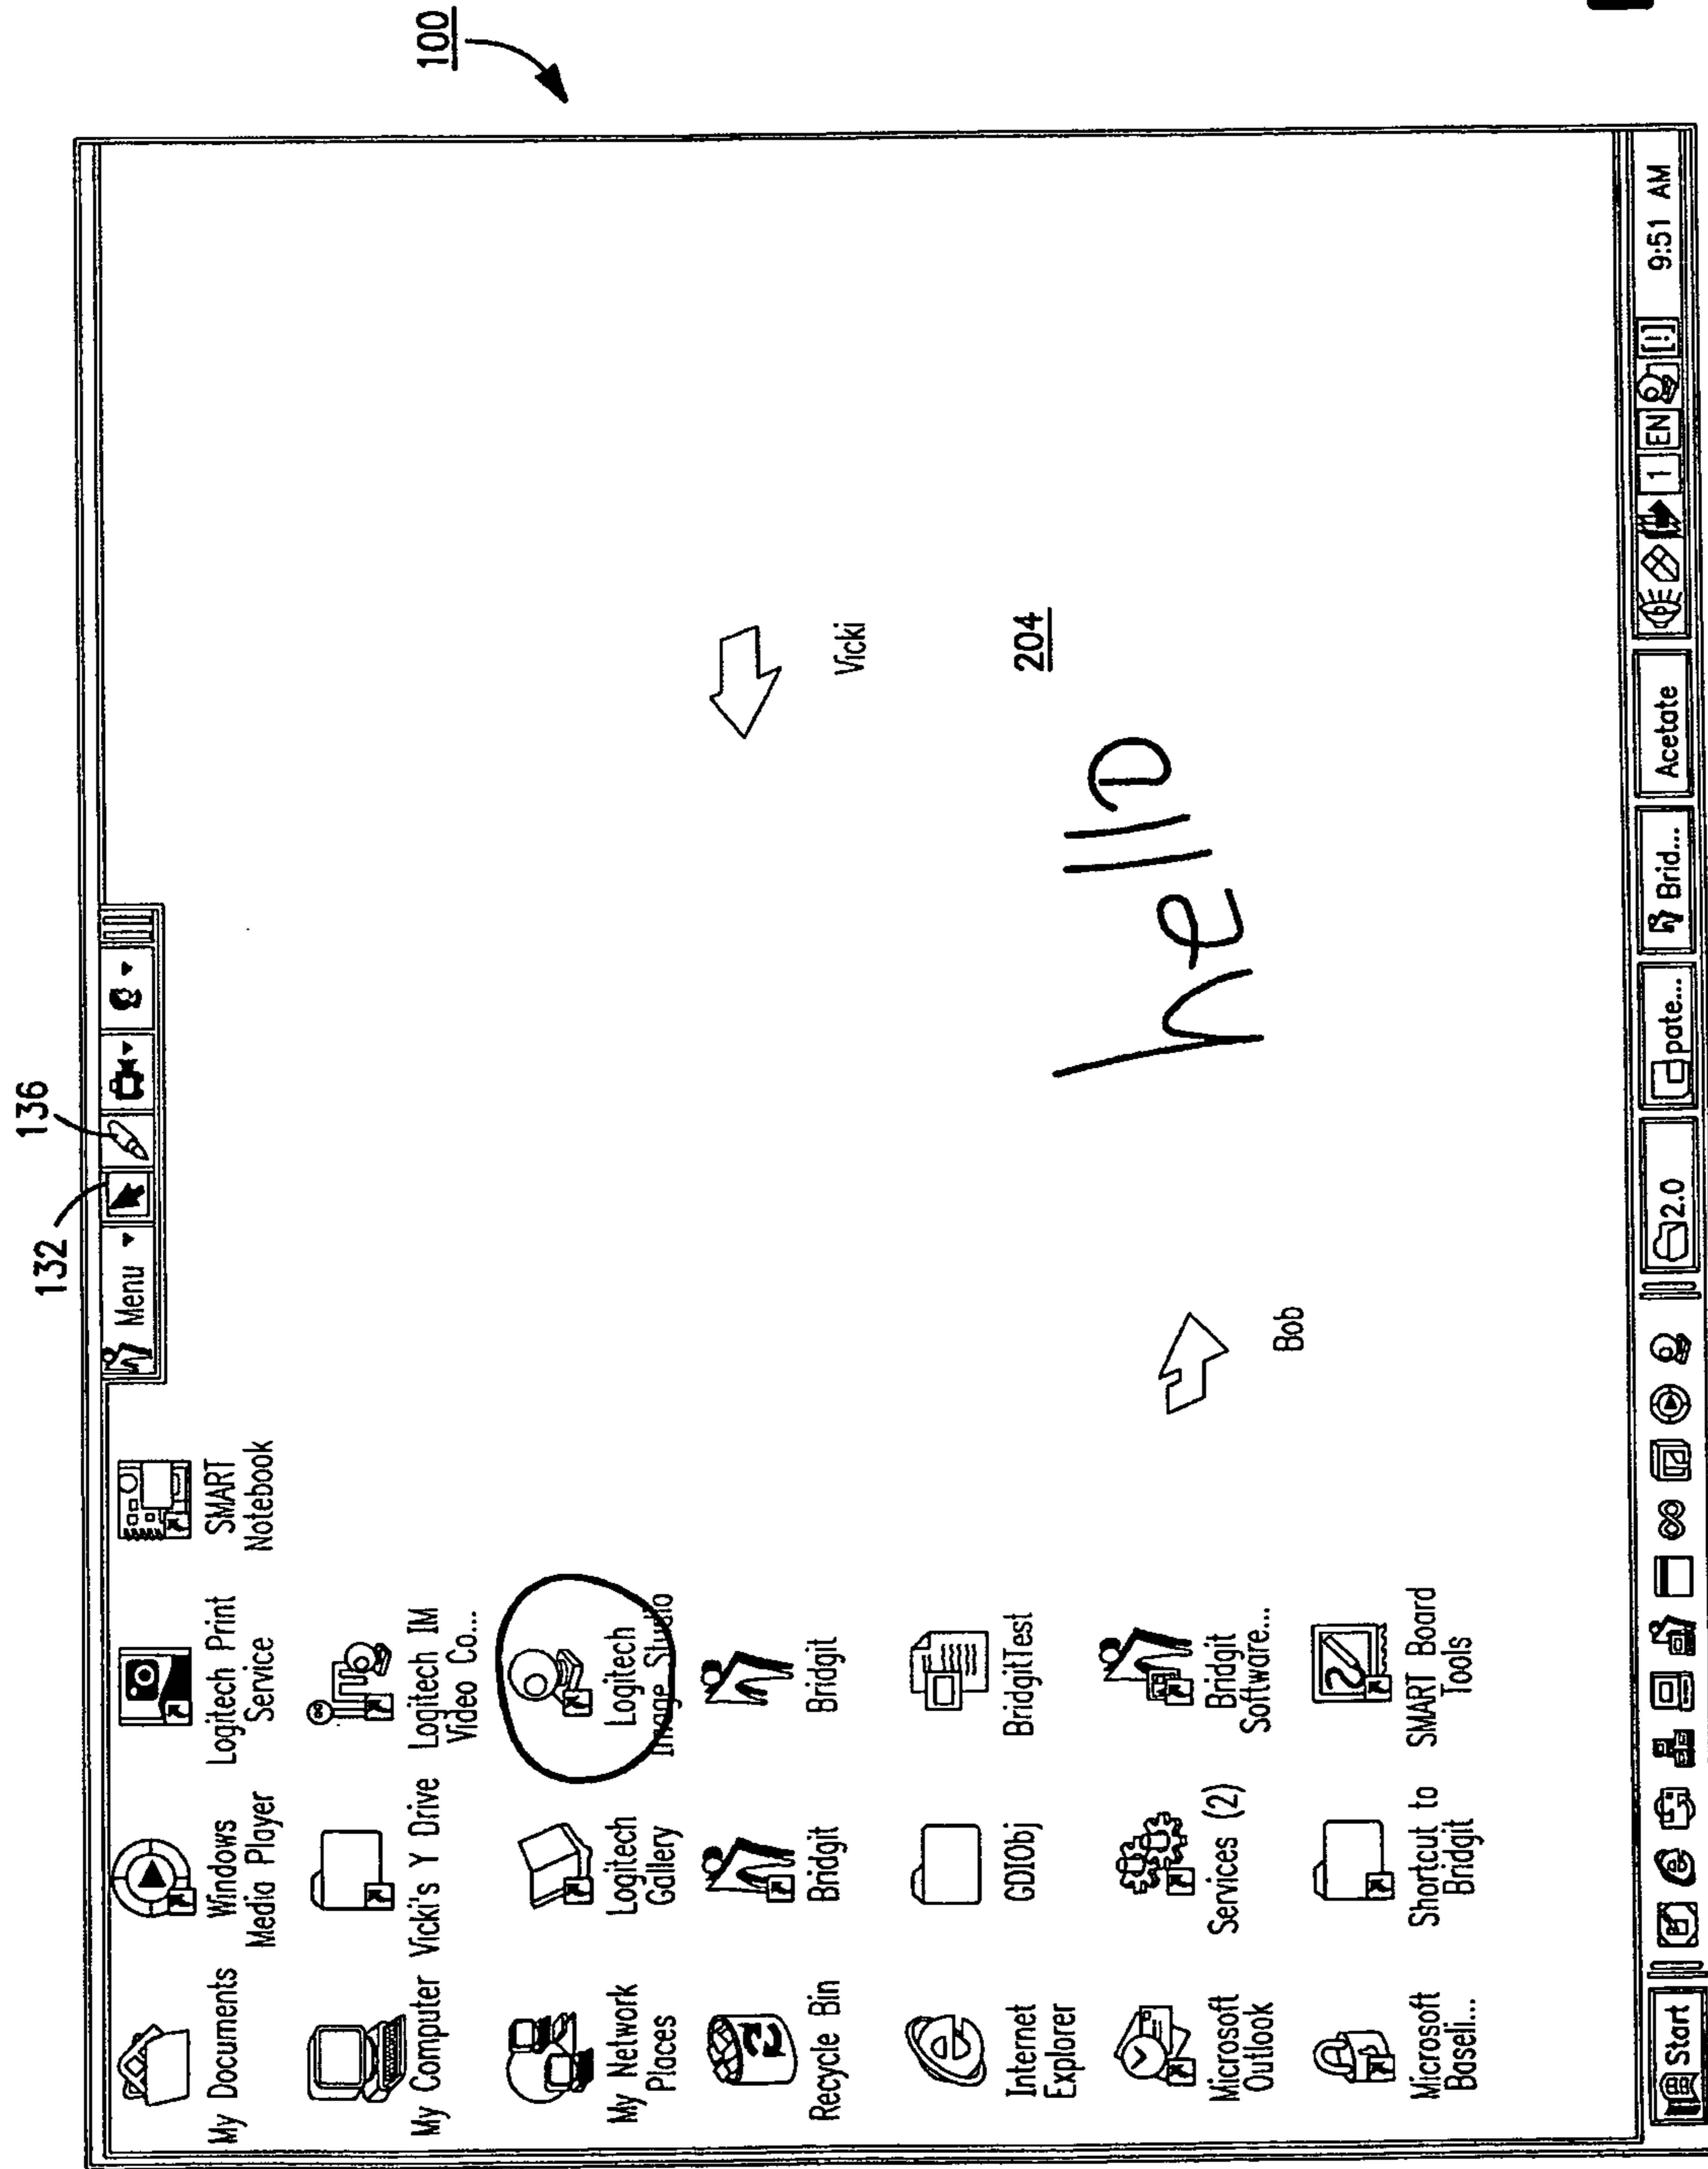 100
132
136
Menu
My Documents
Windows
Media Player
Logitech Print
Service
SMART
Notebook
My Computer
Vicki's Y Drive
Logitech IM
Video Co...
My Network
Places
Logitech
Gallery
Logitech
Image Studio
Recycle Bin
Bridgit
Bridgit
Vicki
Internet
Explorer
GDIObj
BridgitTest
204
hello
Microsoft
Outlook
Services (2)
Bridgit
Software...
Bob
Microsoft
Baseli...
Shortcut to
Bridgit
SMART Board
Tools
Start
2.0
pate...
Brid...
Acetate
1
EN
[!]
9:51 AM